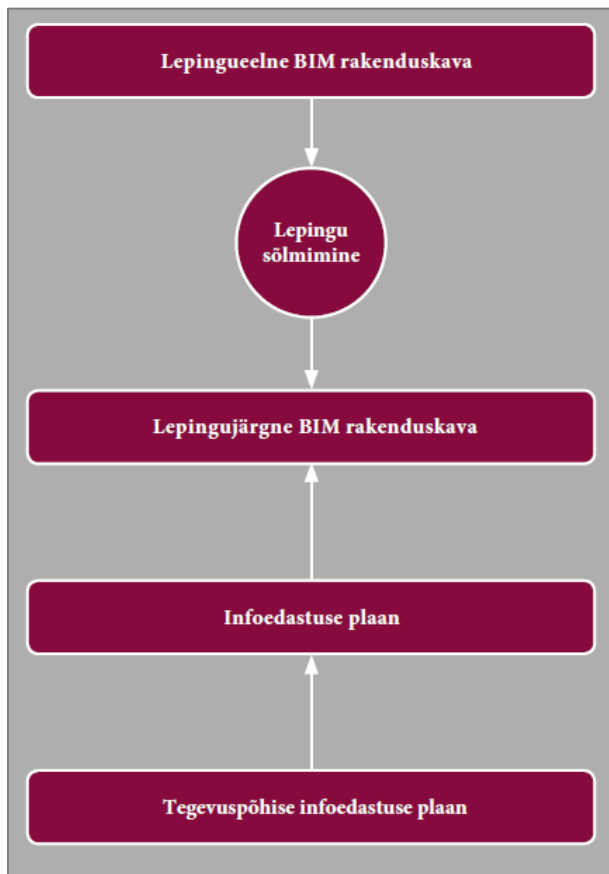 Lepingueelne BIM rakenduskava
Lepingu
sõlmimine
Lepingujärgne BIM rakenduskava
Infoedastuse plaan
Tegevuspõhise infoedastuse plaan